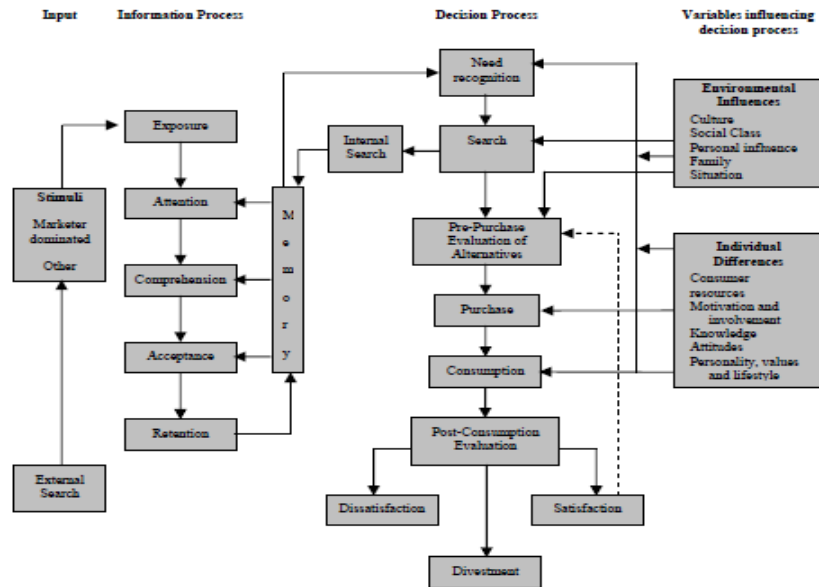 Input
Information Process
Decision Process
Variables influencing
decision process
Need
recognition
Environmental
Influences
Culture
Social Class
Personal influence
Family
Situation
Exposure
Internal
Search
Search
Stimuli
Marketer
dominated
Other
Attention
M
e
m
o
r
y
Pre-Purchase
Evaluation of
Alternatives
Individual
Differences
Consumer
resources
Motivation and
involvement
Knowledge
Attitudes
Personality, values
and lifestyle
Comprehension
Purchase
Acceptance
Consumption
Retention
Post-Consumption
Evaluation
External
Search
Dissatisfaction
Satisfaction
Divestment